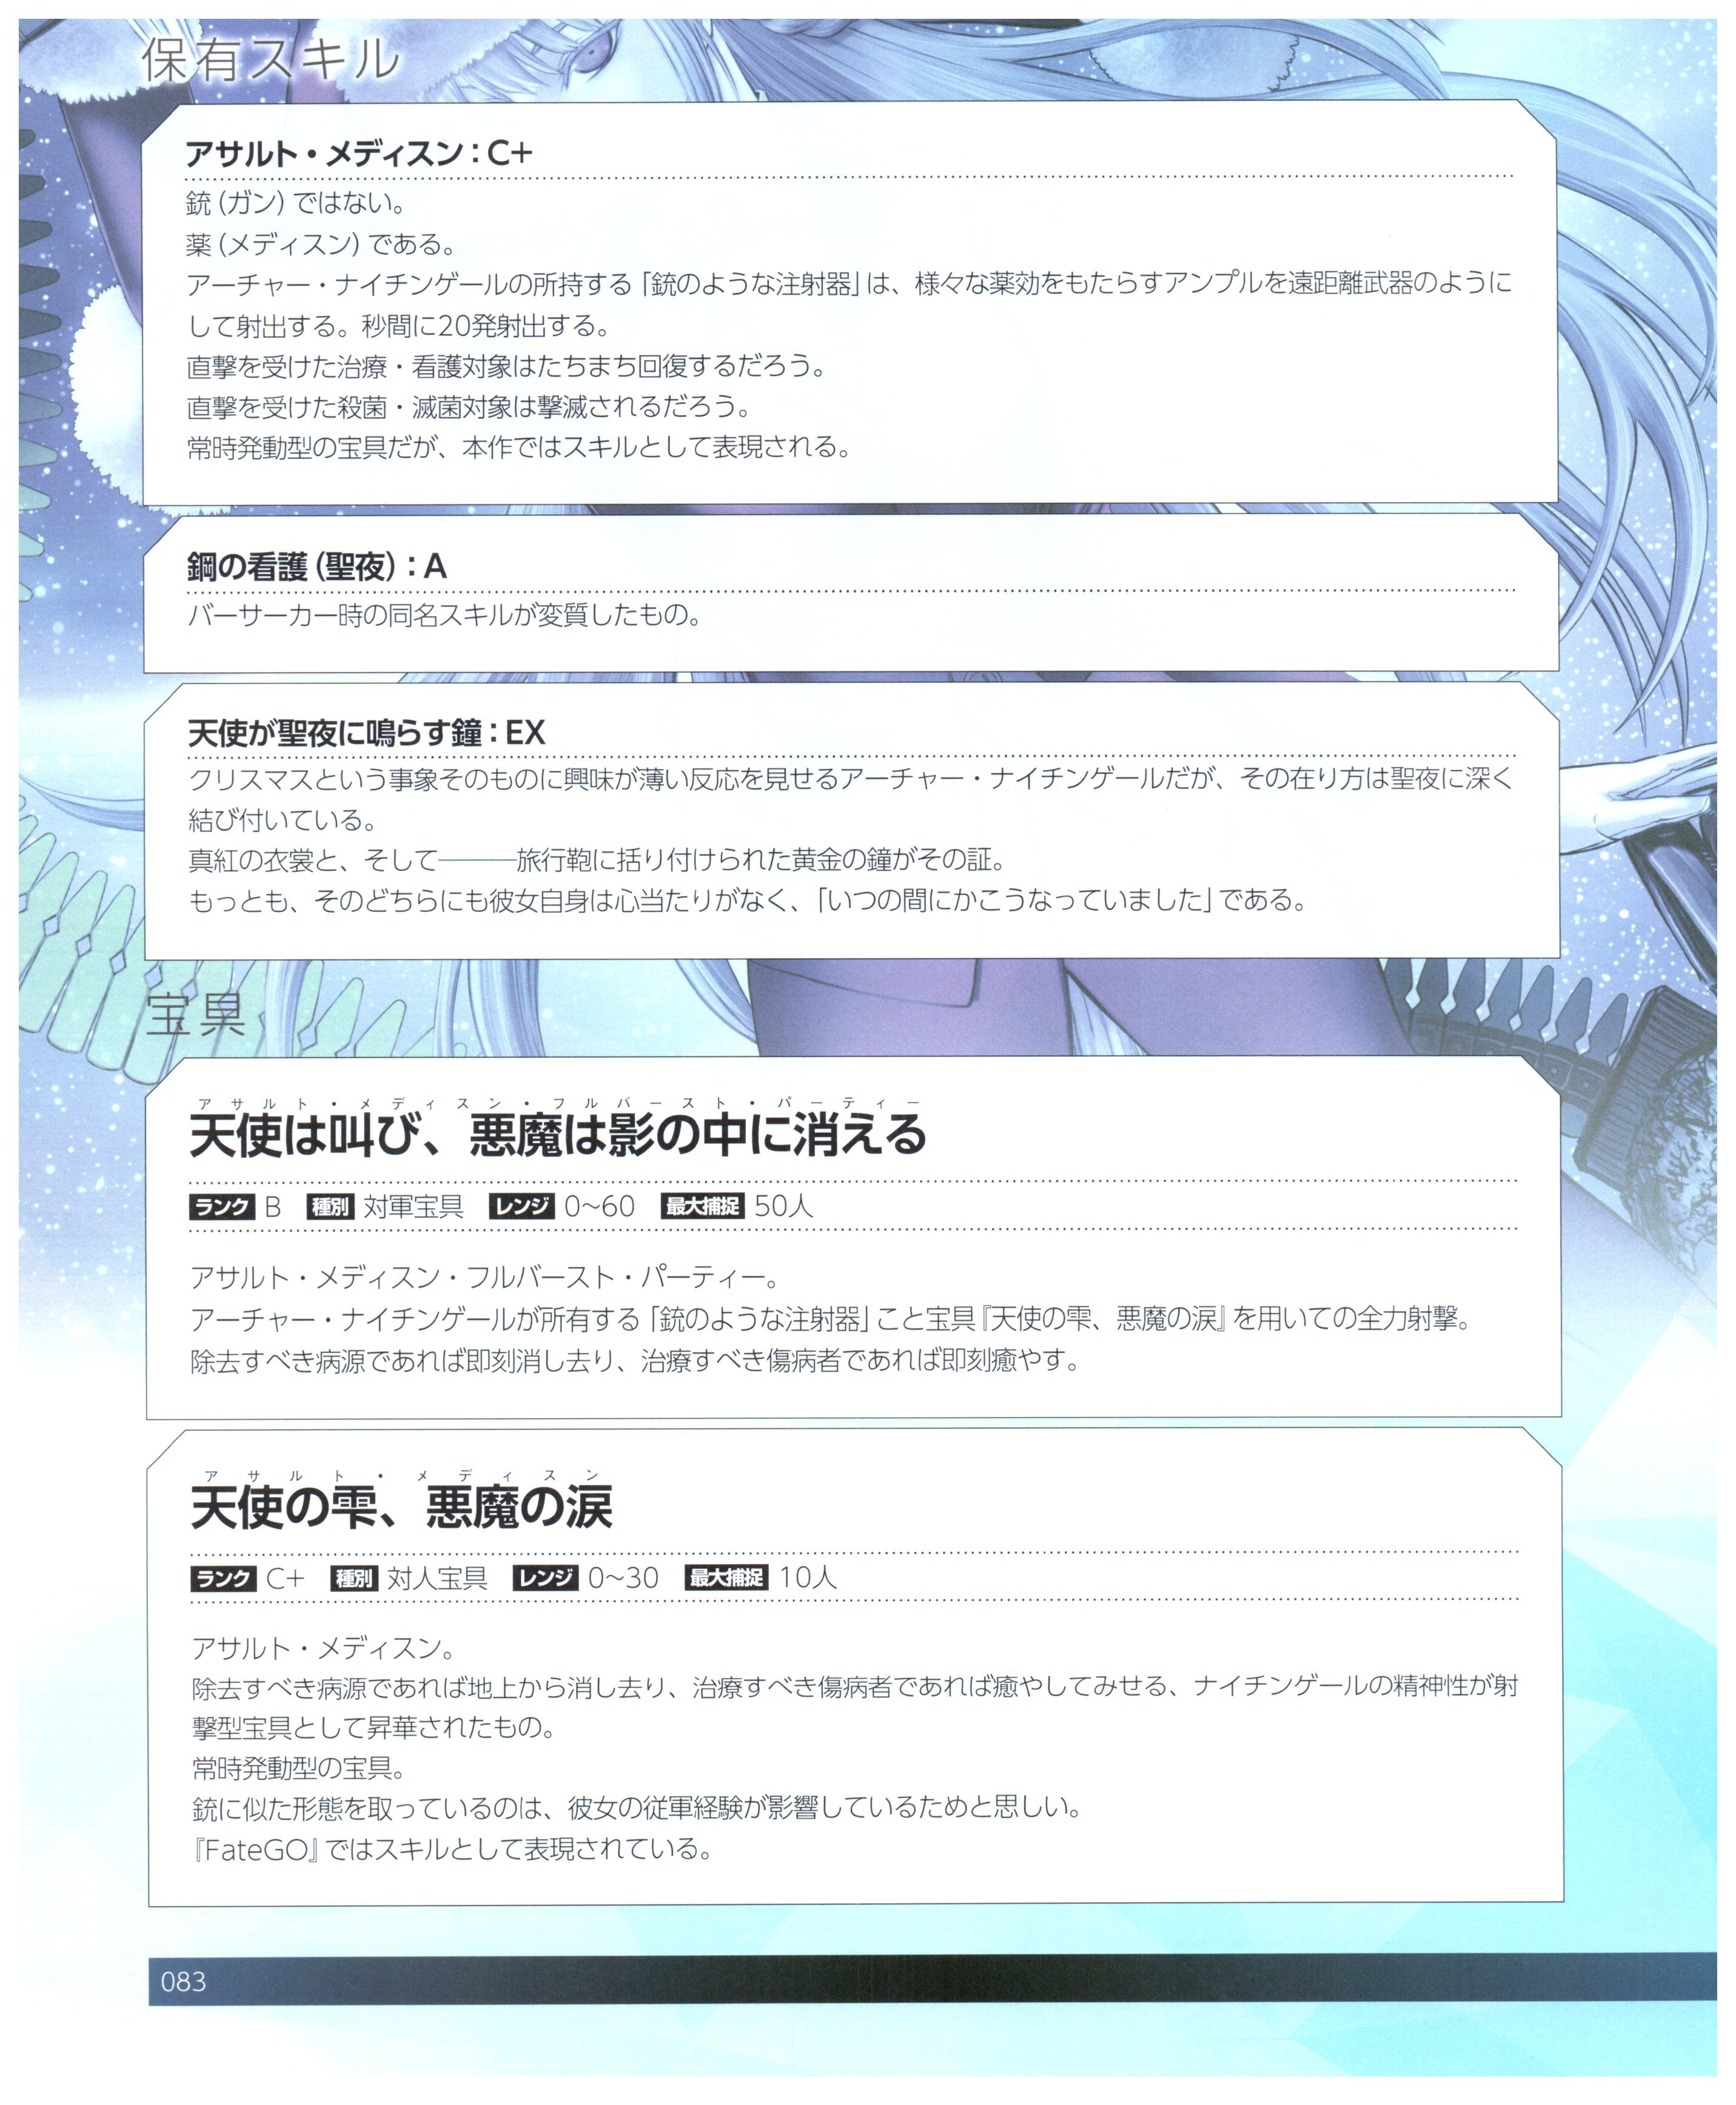 保有スキル
アサルト・メディスン：C+
銃（ガン）ではない。
薬（メディスン）である。
アーチャー・ナイチンゲールの所持する「銃のような注射器」は、様々な薬効をもたらすアンプルを遠距離武器のように
して射出する。秒間に20発射出する。
直撃を受けた治療・看護対象はたちまち回復するだろう。
直撃を受けた殺菌・滅菌対象は撃滅されるだろう。
常時発動型の宝具だが、本作ではスキルとして表現される。
鋼の看護（聖夜）：A
バーサーカー時の同名スキルが変質したもの。
天使が聖夜に鳴らす鐘：EX
クリスマスという事象そのものに興味が薄い反応を見せるアーチャー・ナイチンゲールだが、その在り方は聖夜に深く
結び付いている。
真紅の衣裳と、そして———旅行鞄に括り付けられた黄金の鐘がその証。
もっとも、そのどちらにも彼女自身は心当たりがなく、「いつの間にかこうなっていました」である。
宝具
アサルト・メディスン・フルバースト・パーティー
天使は叫び、悪魔は影の中に消える
ランク B 種別 対軍宝具 レンジ 0~60 最大捕捉 50人
アサルト・メディスン・フルバースト・パーティー。
アーチャー・ナイチンゲールが所有する「銃のような注射器」こと宝具『天使の雫、悪魔の涙』を用いての全力射撃。
除去すべき病源であれば即刻消し去り、治療すべき傷病者であれば即刻癒やす。
アサルト・メディスン
天使の雫、悪魔の涙
ランク C+ 種別 対人宝具 レンジ 0~30 最大捕捉 10人
アサルト・メディスン。
除去すべき病源であれば地上から消し去り、治療すべき傷病者であれば癒やしてみせる、ナイチンゲールの精神性が射
撃型宝具として昇華されたもの。
常時発動型の宝具。
銃に似た形態を取っているのは、彼女の従軍経験が影響しているためと思しい。
『FateGO』ではスキルとして表現されている。
083